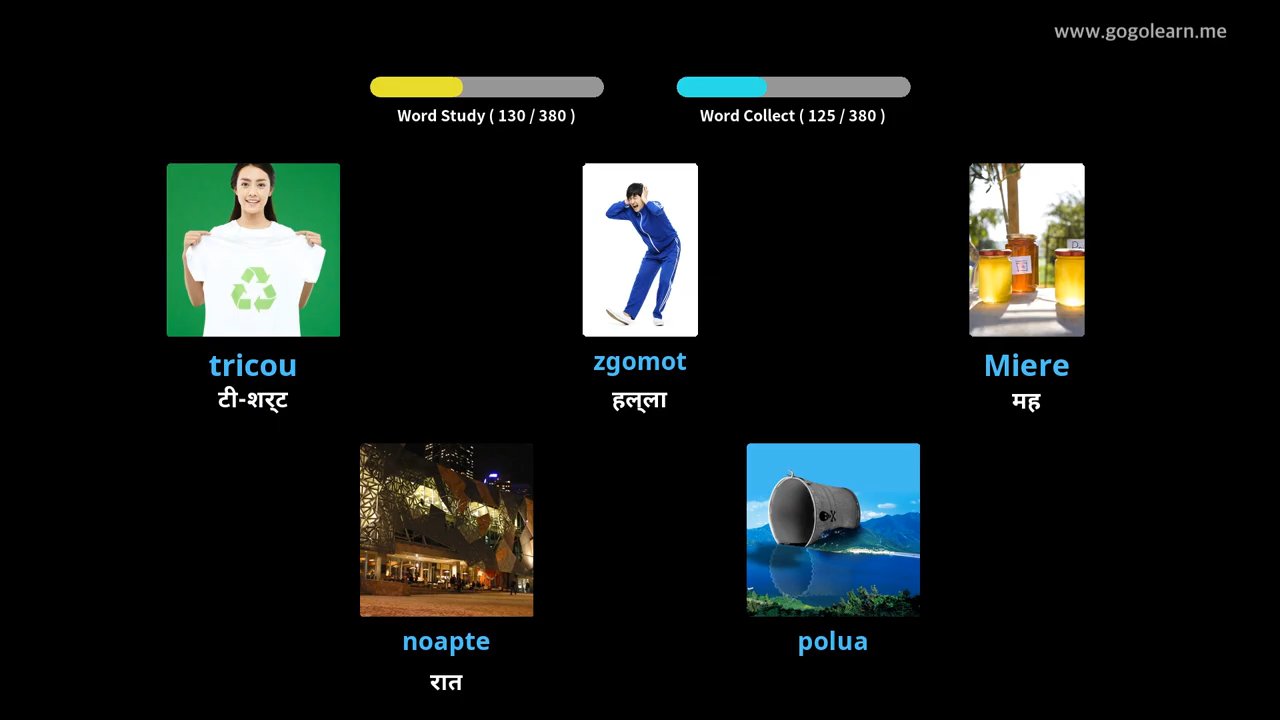 www.gogolearn.me
Word Study ( 130 / 380 )
Word Collect ( 125 / 380 )
tricou
टी-शर्ट
zgomot
हल्ला
Miere
मह
noapte
रात
polua